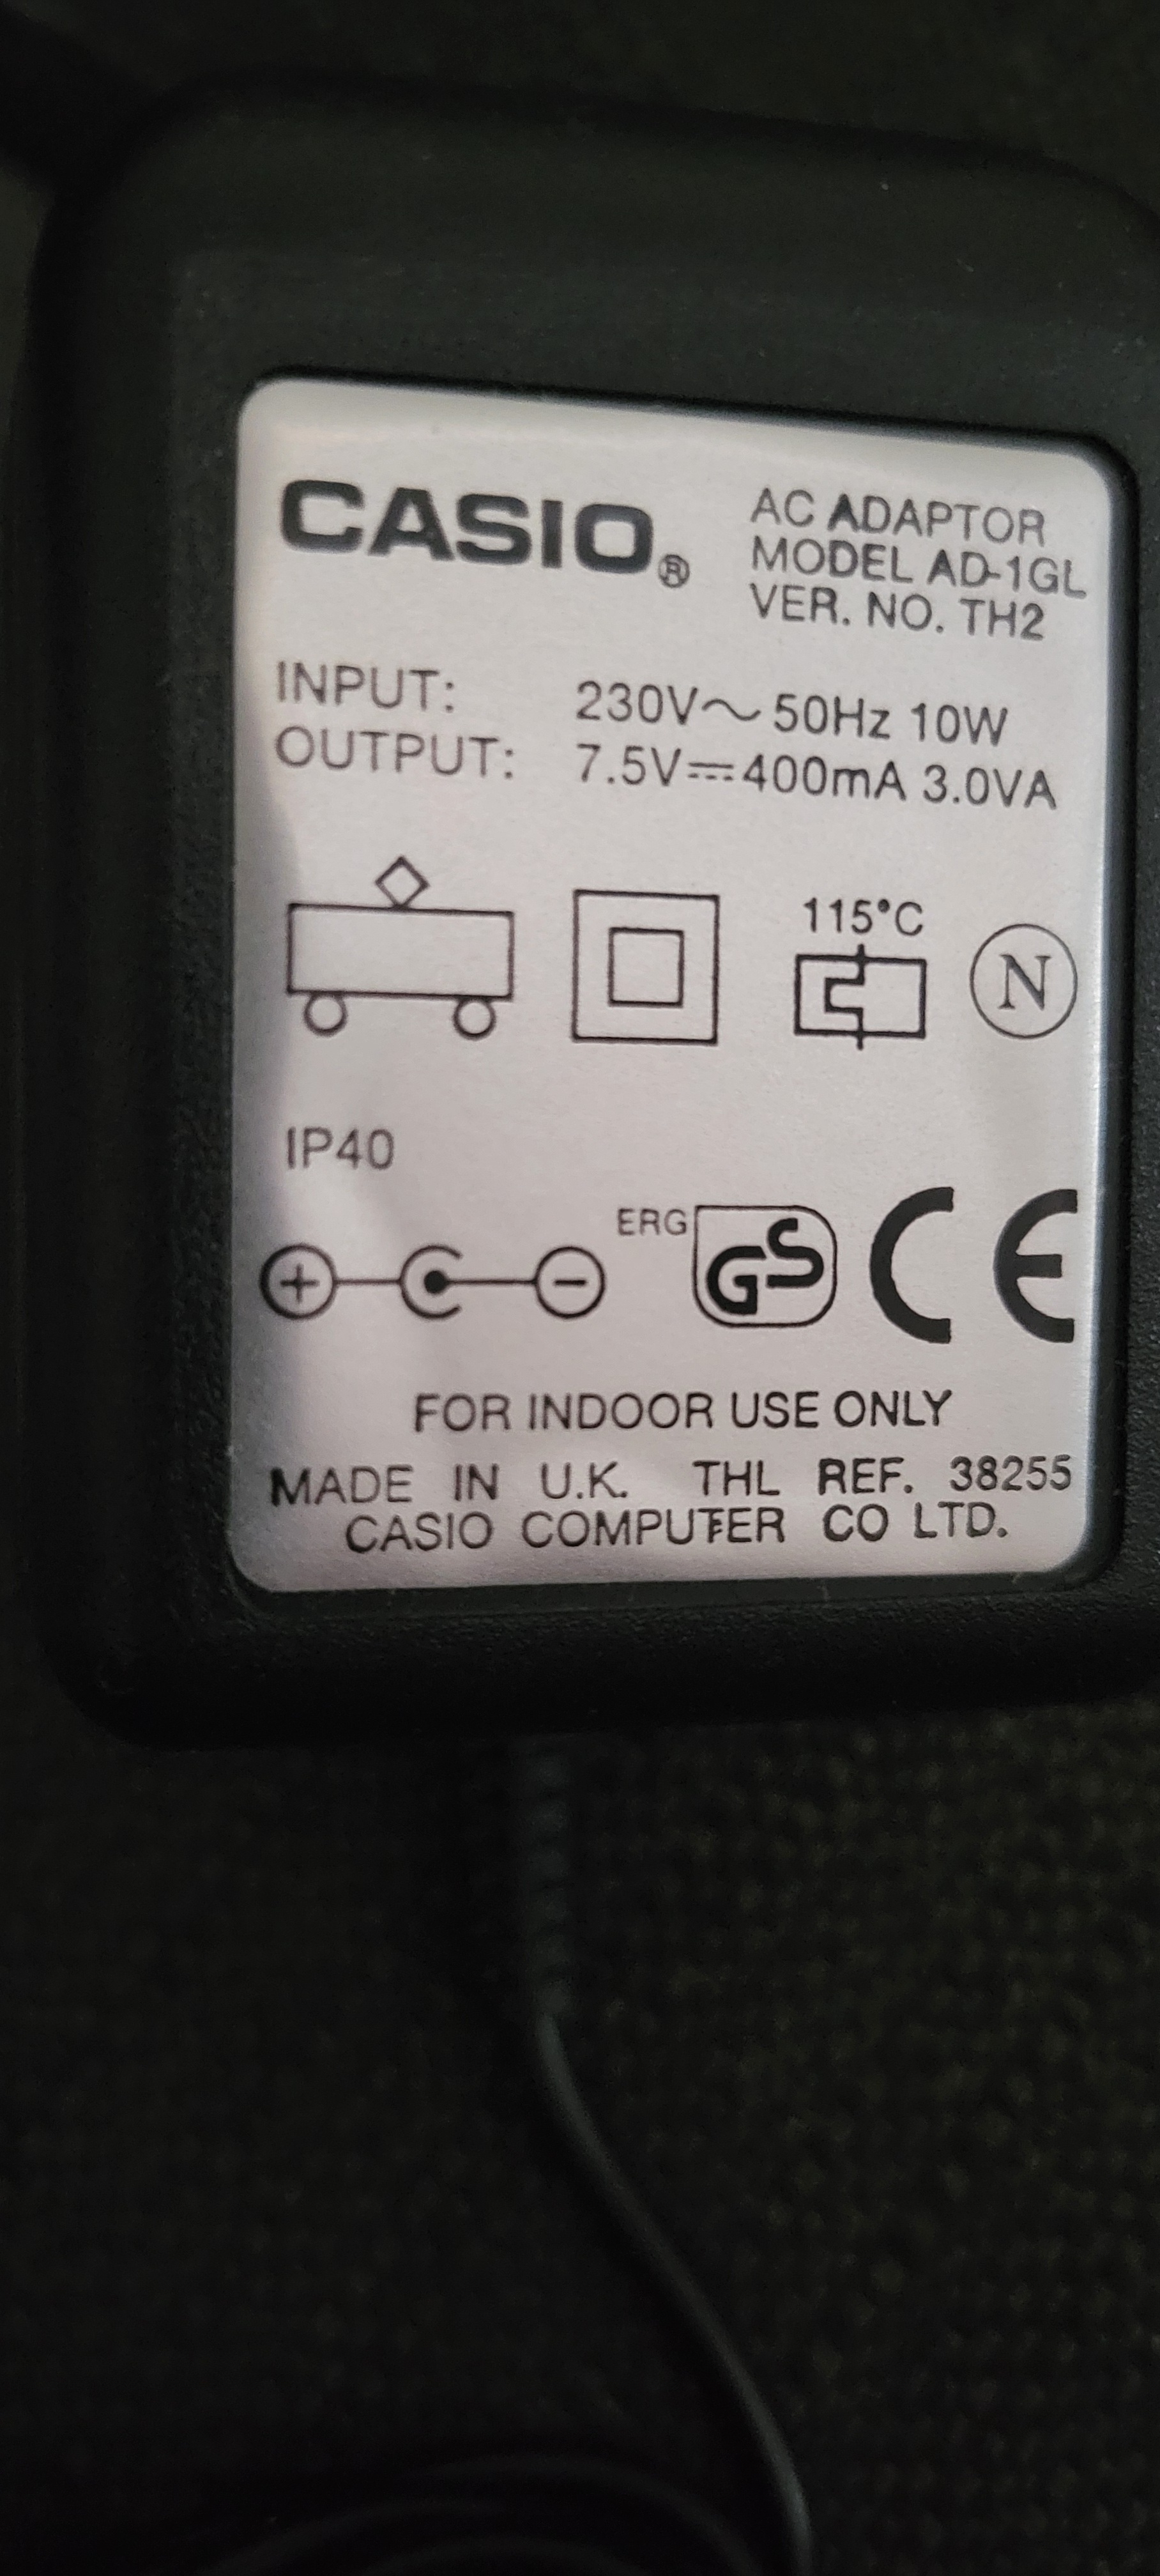 CASIO®
AC ADAPTOR
MODEL AD-1GL
VER. NO. TH2
INPUT: 230V~50Hz 10W
OUTPUT: 7.5V⎓400mA 3.0VA
115°C
N
IP40
+ -
ERG GS CE
FOR INDOOR USE ONLY
MADE IN U.K. THL REF. 38255
CASIO COMPUTER CO LTD.